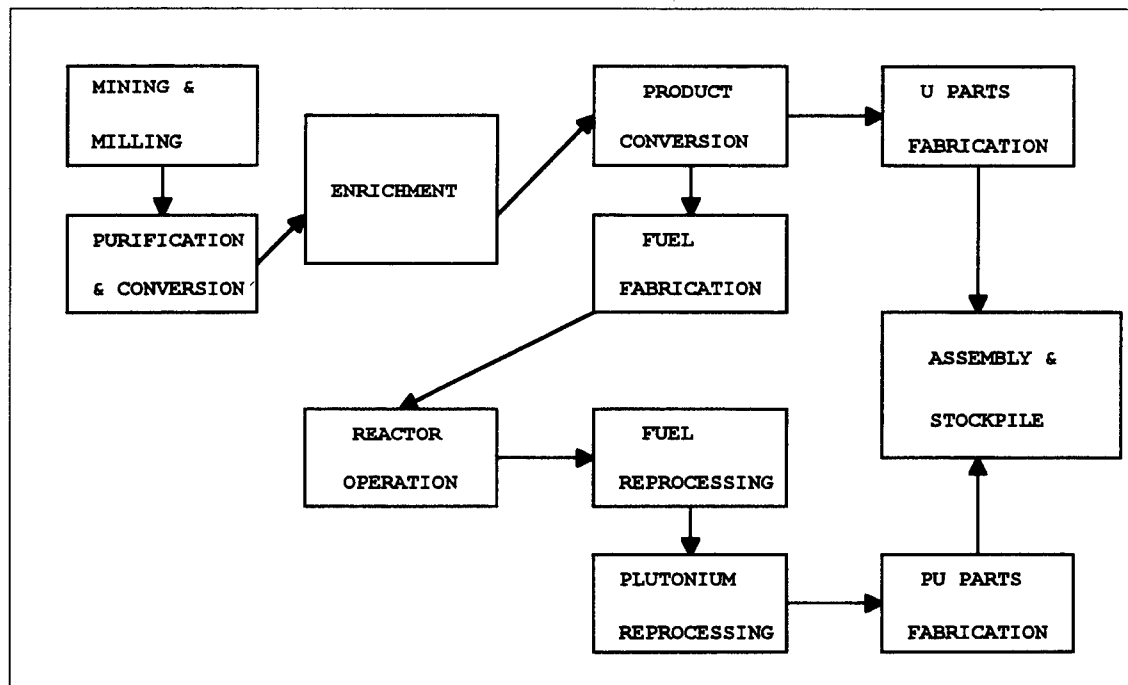 MINING &
MILLING
PURIFICATION
& CONVERSION
ENRICHMENT
PRODUCT
CONVERSION
U PARTS
FABRICATION
FUEL
FABRICATION
ASSEMBLY &
STOCKPILE
REACTOR
OPERATION
FUEL
REPROCESSING
PLUTONIUM
REPROCESSING
PU PARTS
FABRICATION